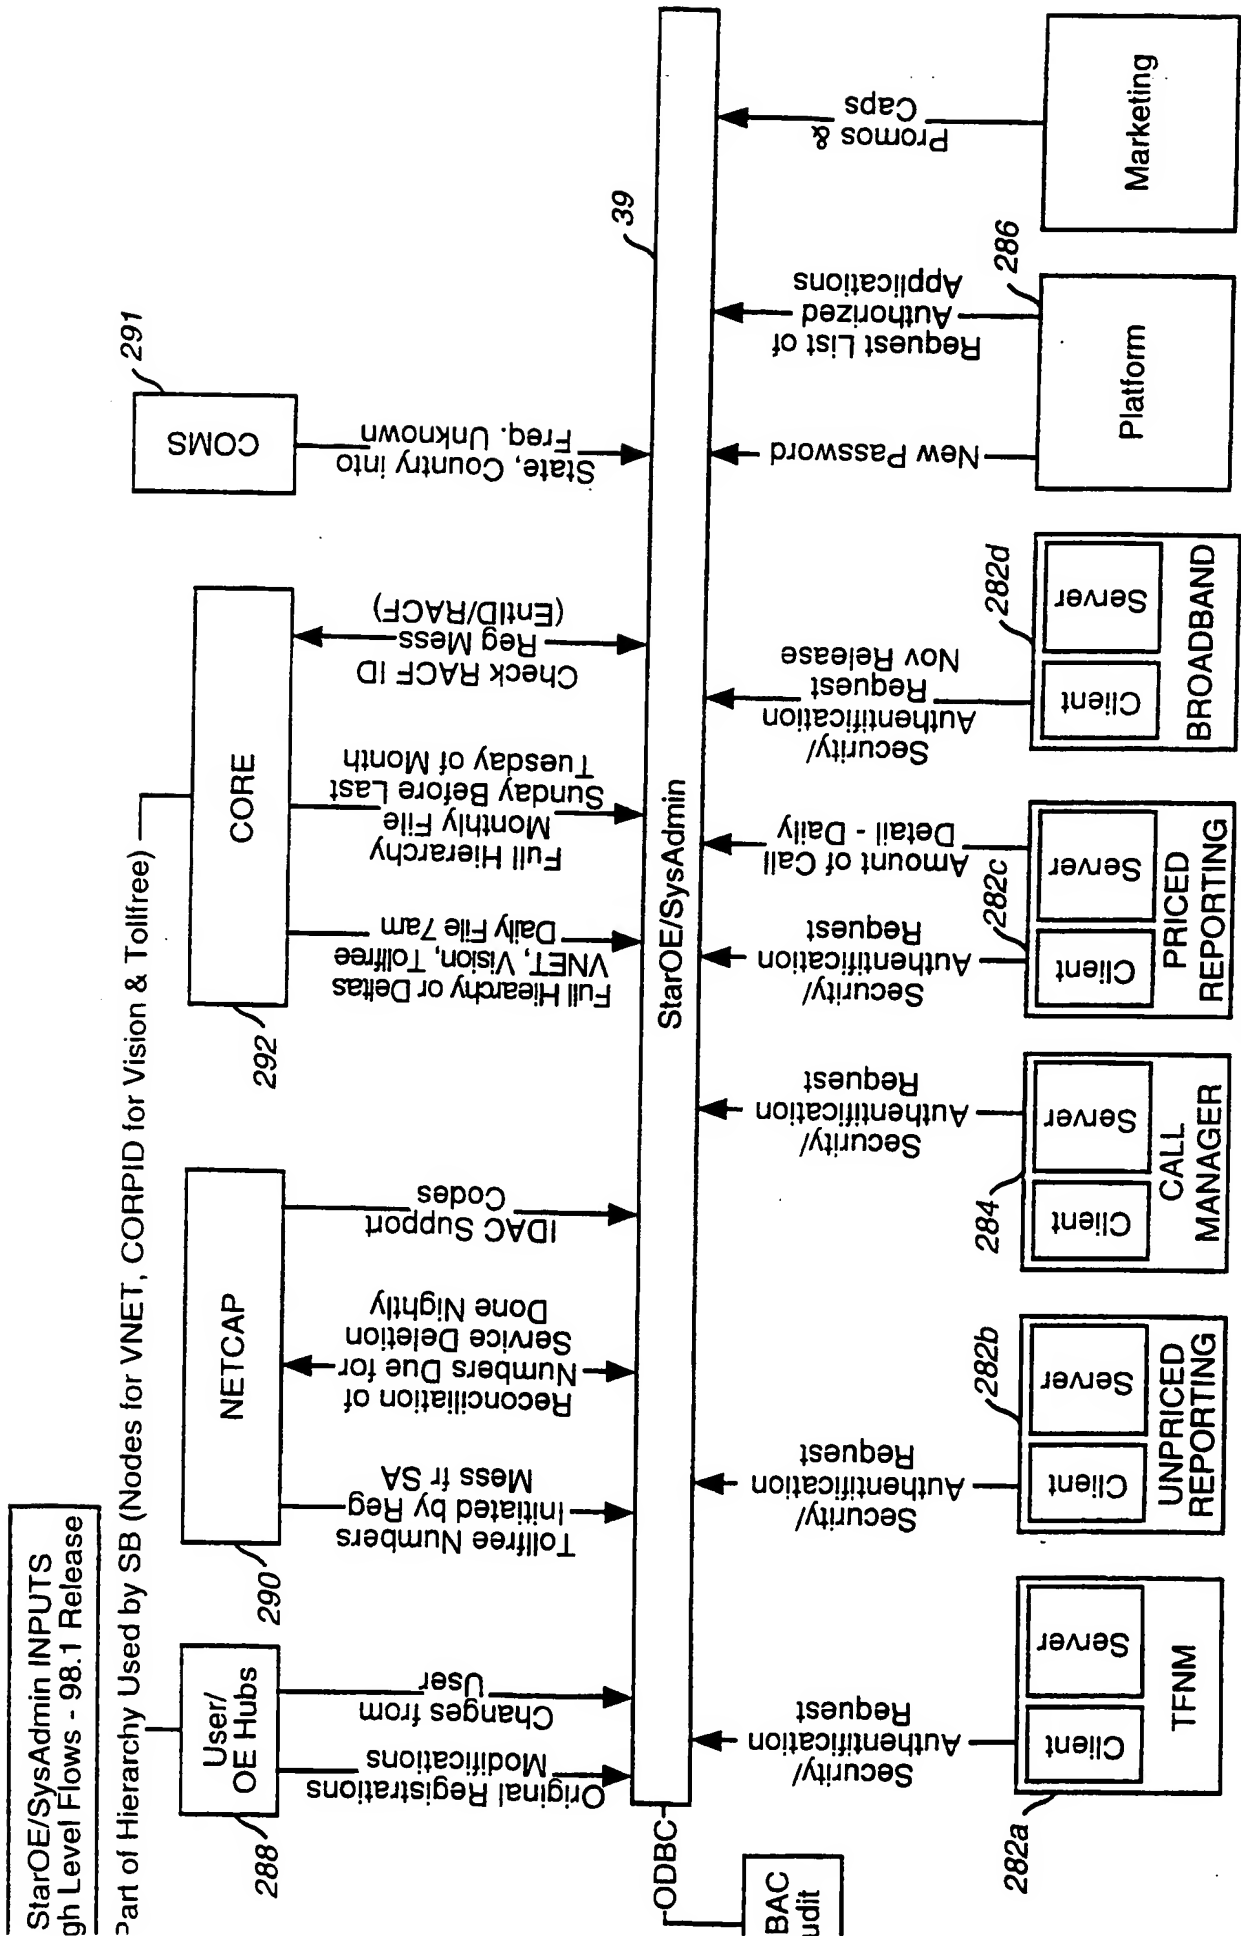 StarOE/SysAdmin INPUTS
gh Level Flows - 98.1 Release
Part of Hierarchy Used by SB (Nodes for VNET, CORPID for Vision & Tollfree)
288
User/
OE Hubs
290
NETCAP
292
CORE
291
COMS
Original Registrations
Modifications
Changes from
User
Tollfree Numbers
Initiated by Reg
Mess fr SA
Reconciliation of
Numbers Due for
Service Deletion
Done Nightly
IDAC Support
Codes
Full Hiearchy or Deltas
VNET, Vision, Tollfree
Daily File 7am
Full Hierarchy
Monthly File
Sunday Before Last
Tuesday of Month
Check RACF ID
Reg Mess
(EntID/RACF)
State, Country into
Freq. Unknown
ODBC
StarOE/SysAdmin
39
BAC
udit
Security/
Authentification
Request
Security/
Authentification
Request
Security/
Authentification
Request
Security/
Authentification
Request
Amount of Call
Detail - Daily
Security/
Authentification
Request
Nov Release
New Password
Request List of
Authorized
Applications
Promos &
Caps
282a
Client
Server
TFNM
282b
Client
Server
UNPRICED
REPORTING
284
Client
Server
CALL
MANAGER
282c
Client
Server
PRICED
REPORTING
282d
Client
Server
BROADBAND
286
Platform
Marketing